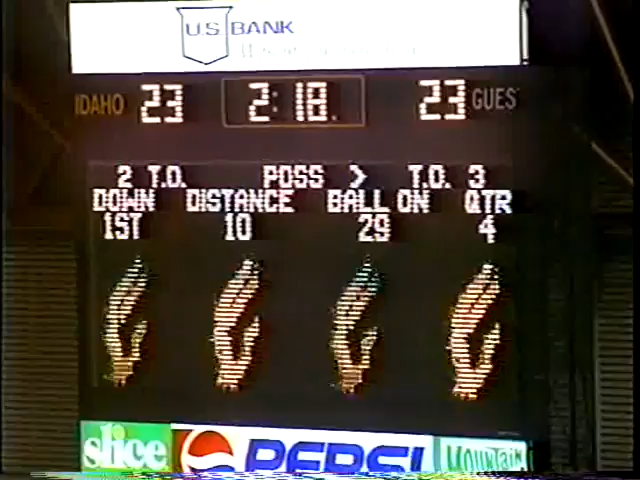 U.S. BANK
IDAHO 23 2:18 23 GUES
2 T.O. POSS > T.O. 3
DOWN DISTANCE BALL ON QTR
1ST 10 29 4
slice PEPSI MOUNTAIN